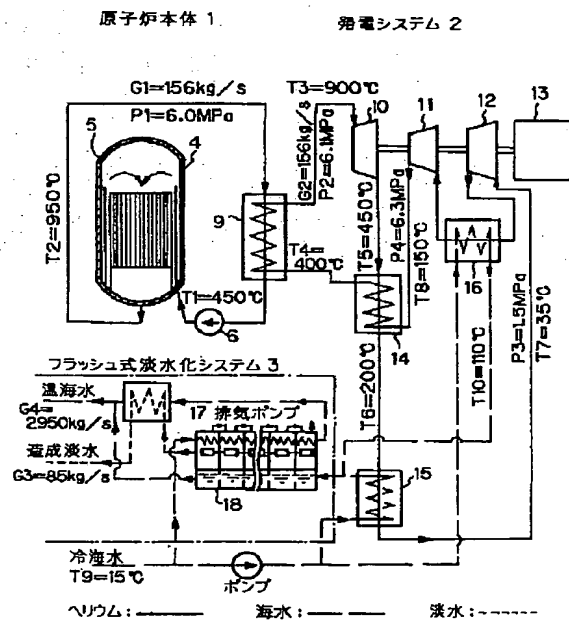 原子炉本体 1
発電システム 2
G1=156kg/s
P1=6.0MPa
T3=900℃
10
11
12
13
5
4
T2=950℃
9
G2=156kg/s
P2=6.1MPa
T5=450℃
P4=6.3MPa
T8=150℃
T4=
400℃
16
T1=450℃
6
14
T10=110℃
P3=1.5MPa
T7=35℃
フラッシュ式淡水化システム 3
T6=200℃
温海水
G4=
2950kg/s
17
排気ポンプ
造成淡水
G3=85kg/s
18
15
冷海水
T9=15℃
ポンプ
ヘリウム:
海水:
淡水: